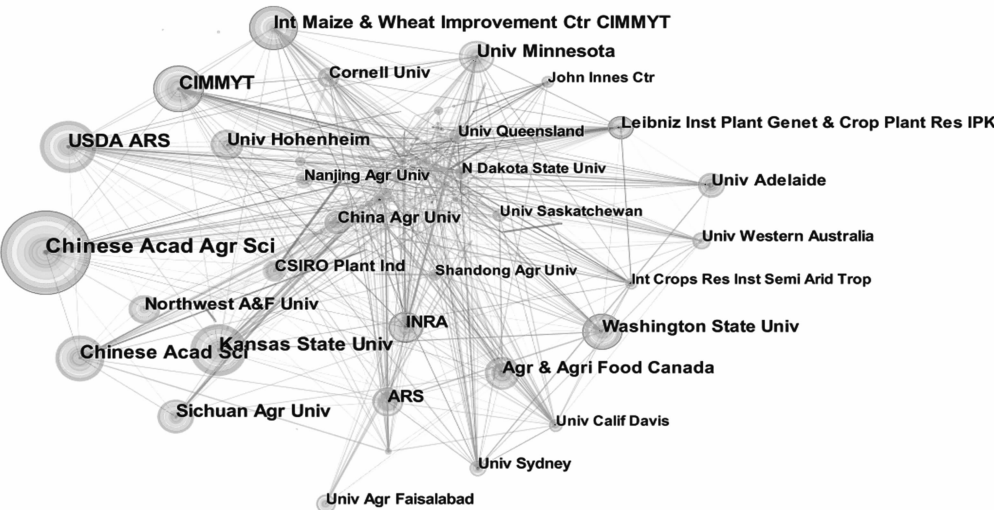 Int Maize & Wheat Improvement Ctr CIMMYT
Univ Minnesota
Cornell Univ
John Innes Ctr
CIMMYT
Leibniz Inst Plant Genet & Crop Plant Res IPK
Univ Queensland
USDA ARS
Univ Hohenheim
N Dakota State Univ
Nanjing Agr Univ
Univ Adelaide
Univ Saskatchewan
China Agr Univ
Univ Western Australia
Chinese Acad Agr Sci
CSIRO Plant Ind
Shandong Agr Univ
Int Crops Res Inst Semi Arid Trop
Northwest A&F Univ
INRA
Washington State Univ
Kansas State Univ
Chinese Acad Sci
Agr & Agri Food Canada
ARS
Sichuan Agr Univ
Univ Calif Davis
Univ Sydney
Univ Agr Faisalabad